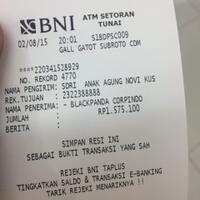 BNI ATM SETORAN TUNAI
02/08/15 20:01 S1BDPSC009
GALL GATOT SUBROTO COM
****220341528929
NO. REKORD 4770
NAMA PENGIRIM: SDRI ANAK AGUNG NOVI KUS
REK.TUJUAN : 2322388888
NAMA PENERIMA: - BLACKPANDA CORPINDO
JUMLAH : Rp1.575.100
BERITA :
SIMPAN RESI INI
SEBAGAI BUKTI TRANSAKSI YANG SAH
REJEKI BNI TAPLUS
TINGKATKAN SALDO & TRANSAKSI E-BANKING
TARIK REJEKI MENARIKNYA !!